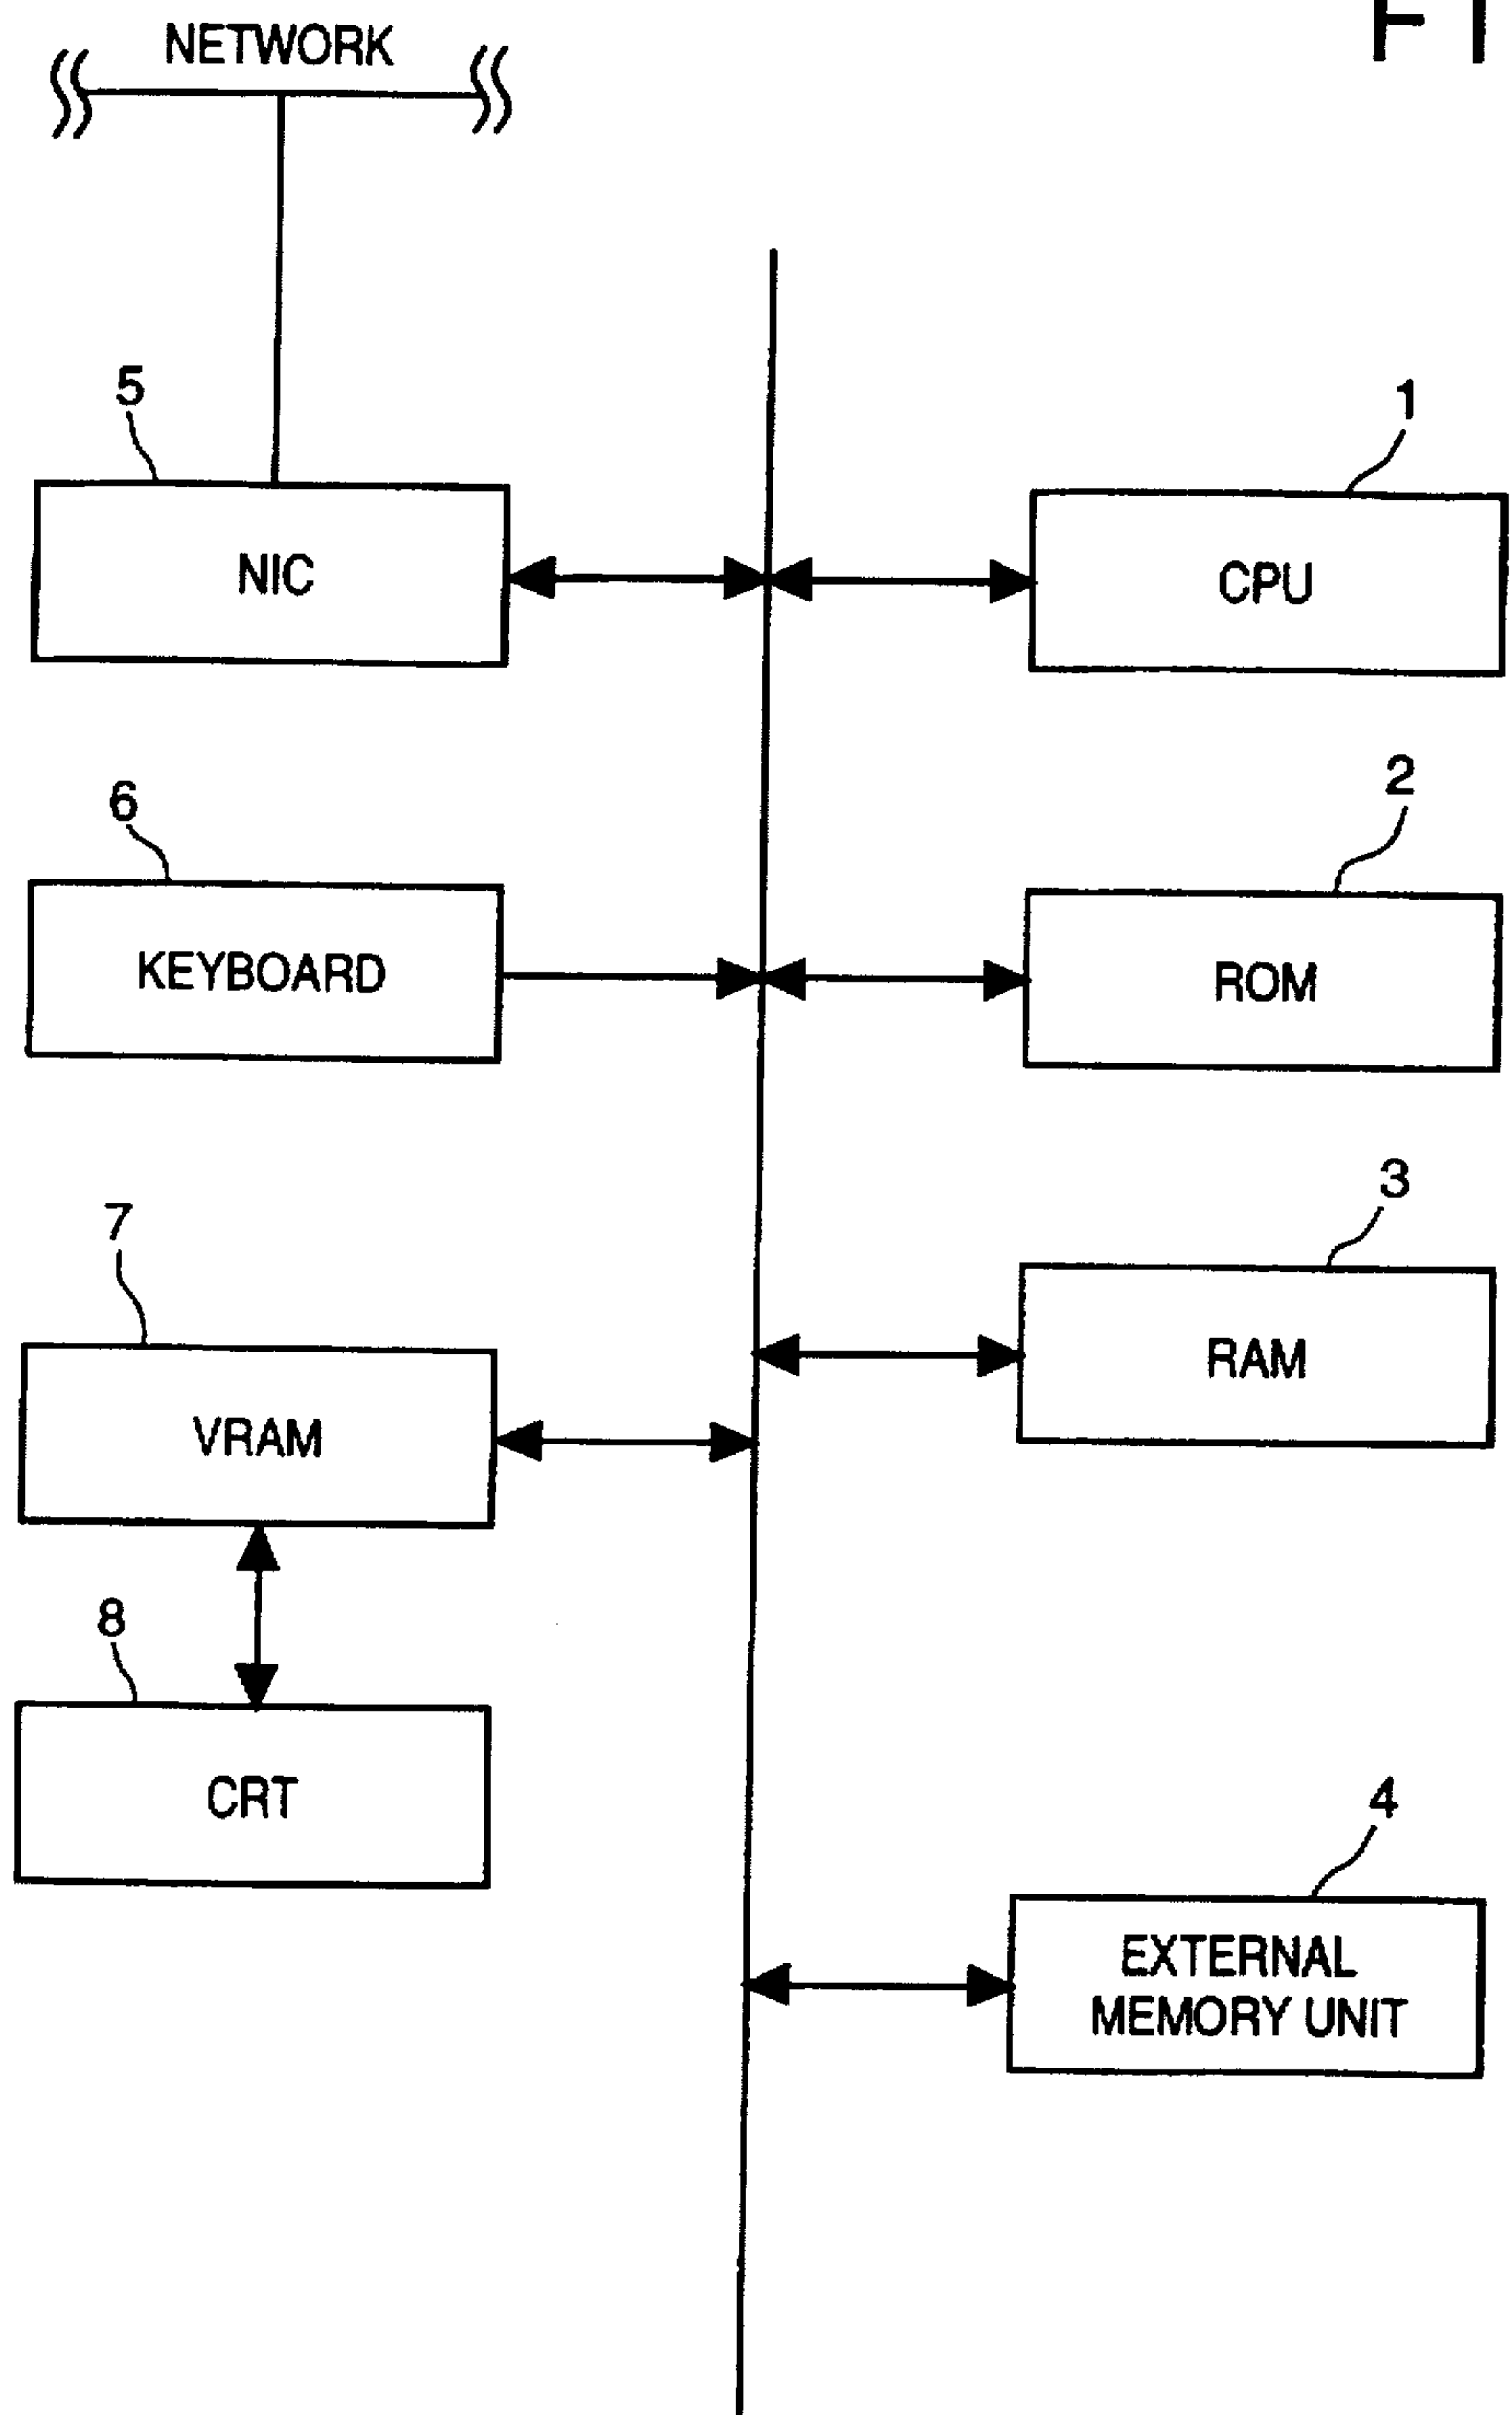 NETWORK
5
NIC
1
CPU
6
KEYBOARD
2
ROM
7
VRAM
3
RAM
8
CRT
4
EXTERNAL
MEMORY UNIT